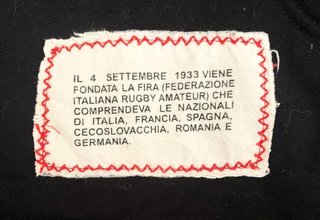 IL 4 SETTEMBRE 1933 VIENE
FONDATA LA FIRA (FEDERAZIONE
ITALIANA RUGBY AMATEUR) CHE
COMPRENDEVA LE NAZIONALI
DI ITALIA, FRANCIA, SPAGNA,
CECOSLOVACCHIA, ROMANIA E
GERMANIA.